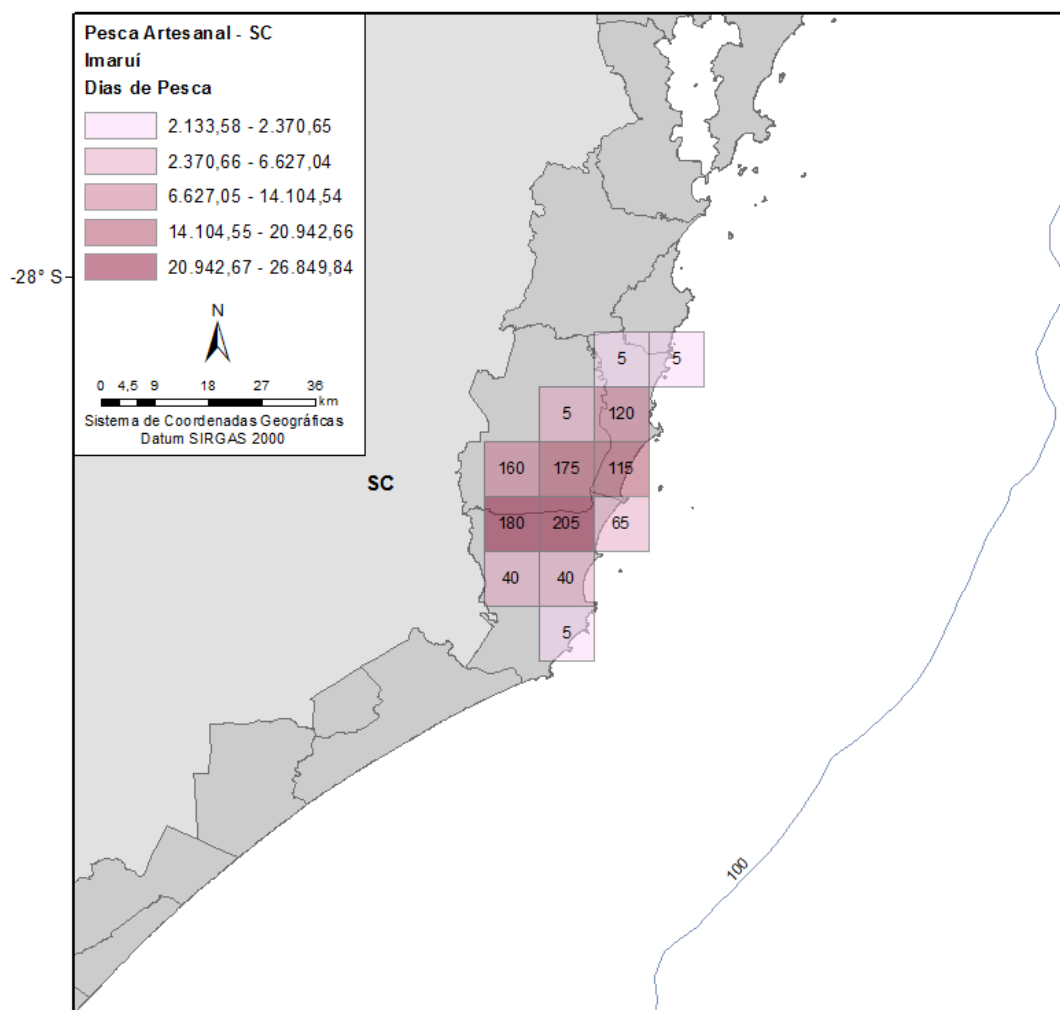 Pesca Artesanal - SC
Imaruí
Dias de Pesca
2.133,58 - 2.370,65
2.370,66 - 6.627,04
6.627,05 - 14.104,54
14.104,55 - 20.942,66
20.942,67 - 26.849,84
N
0 4,5 9 18 27 36
km
Sistema de Coordenadas Geográficas
Datum SIRGAS 2000
-28° S
5 5
5 120
160 175 115
SC
180 205 65
40 40
5
100